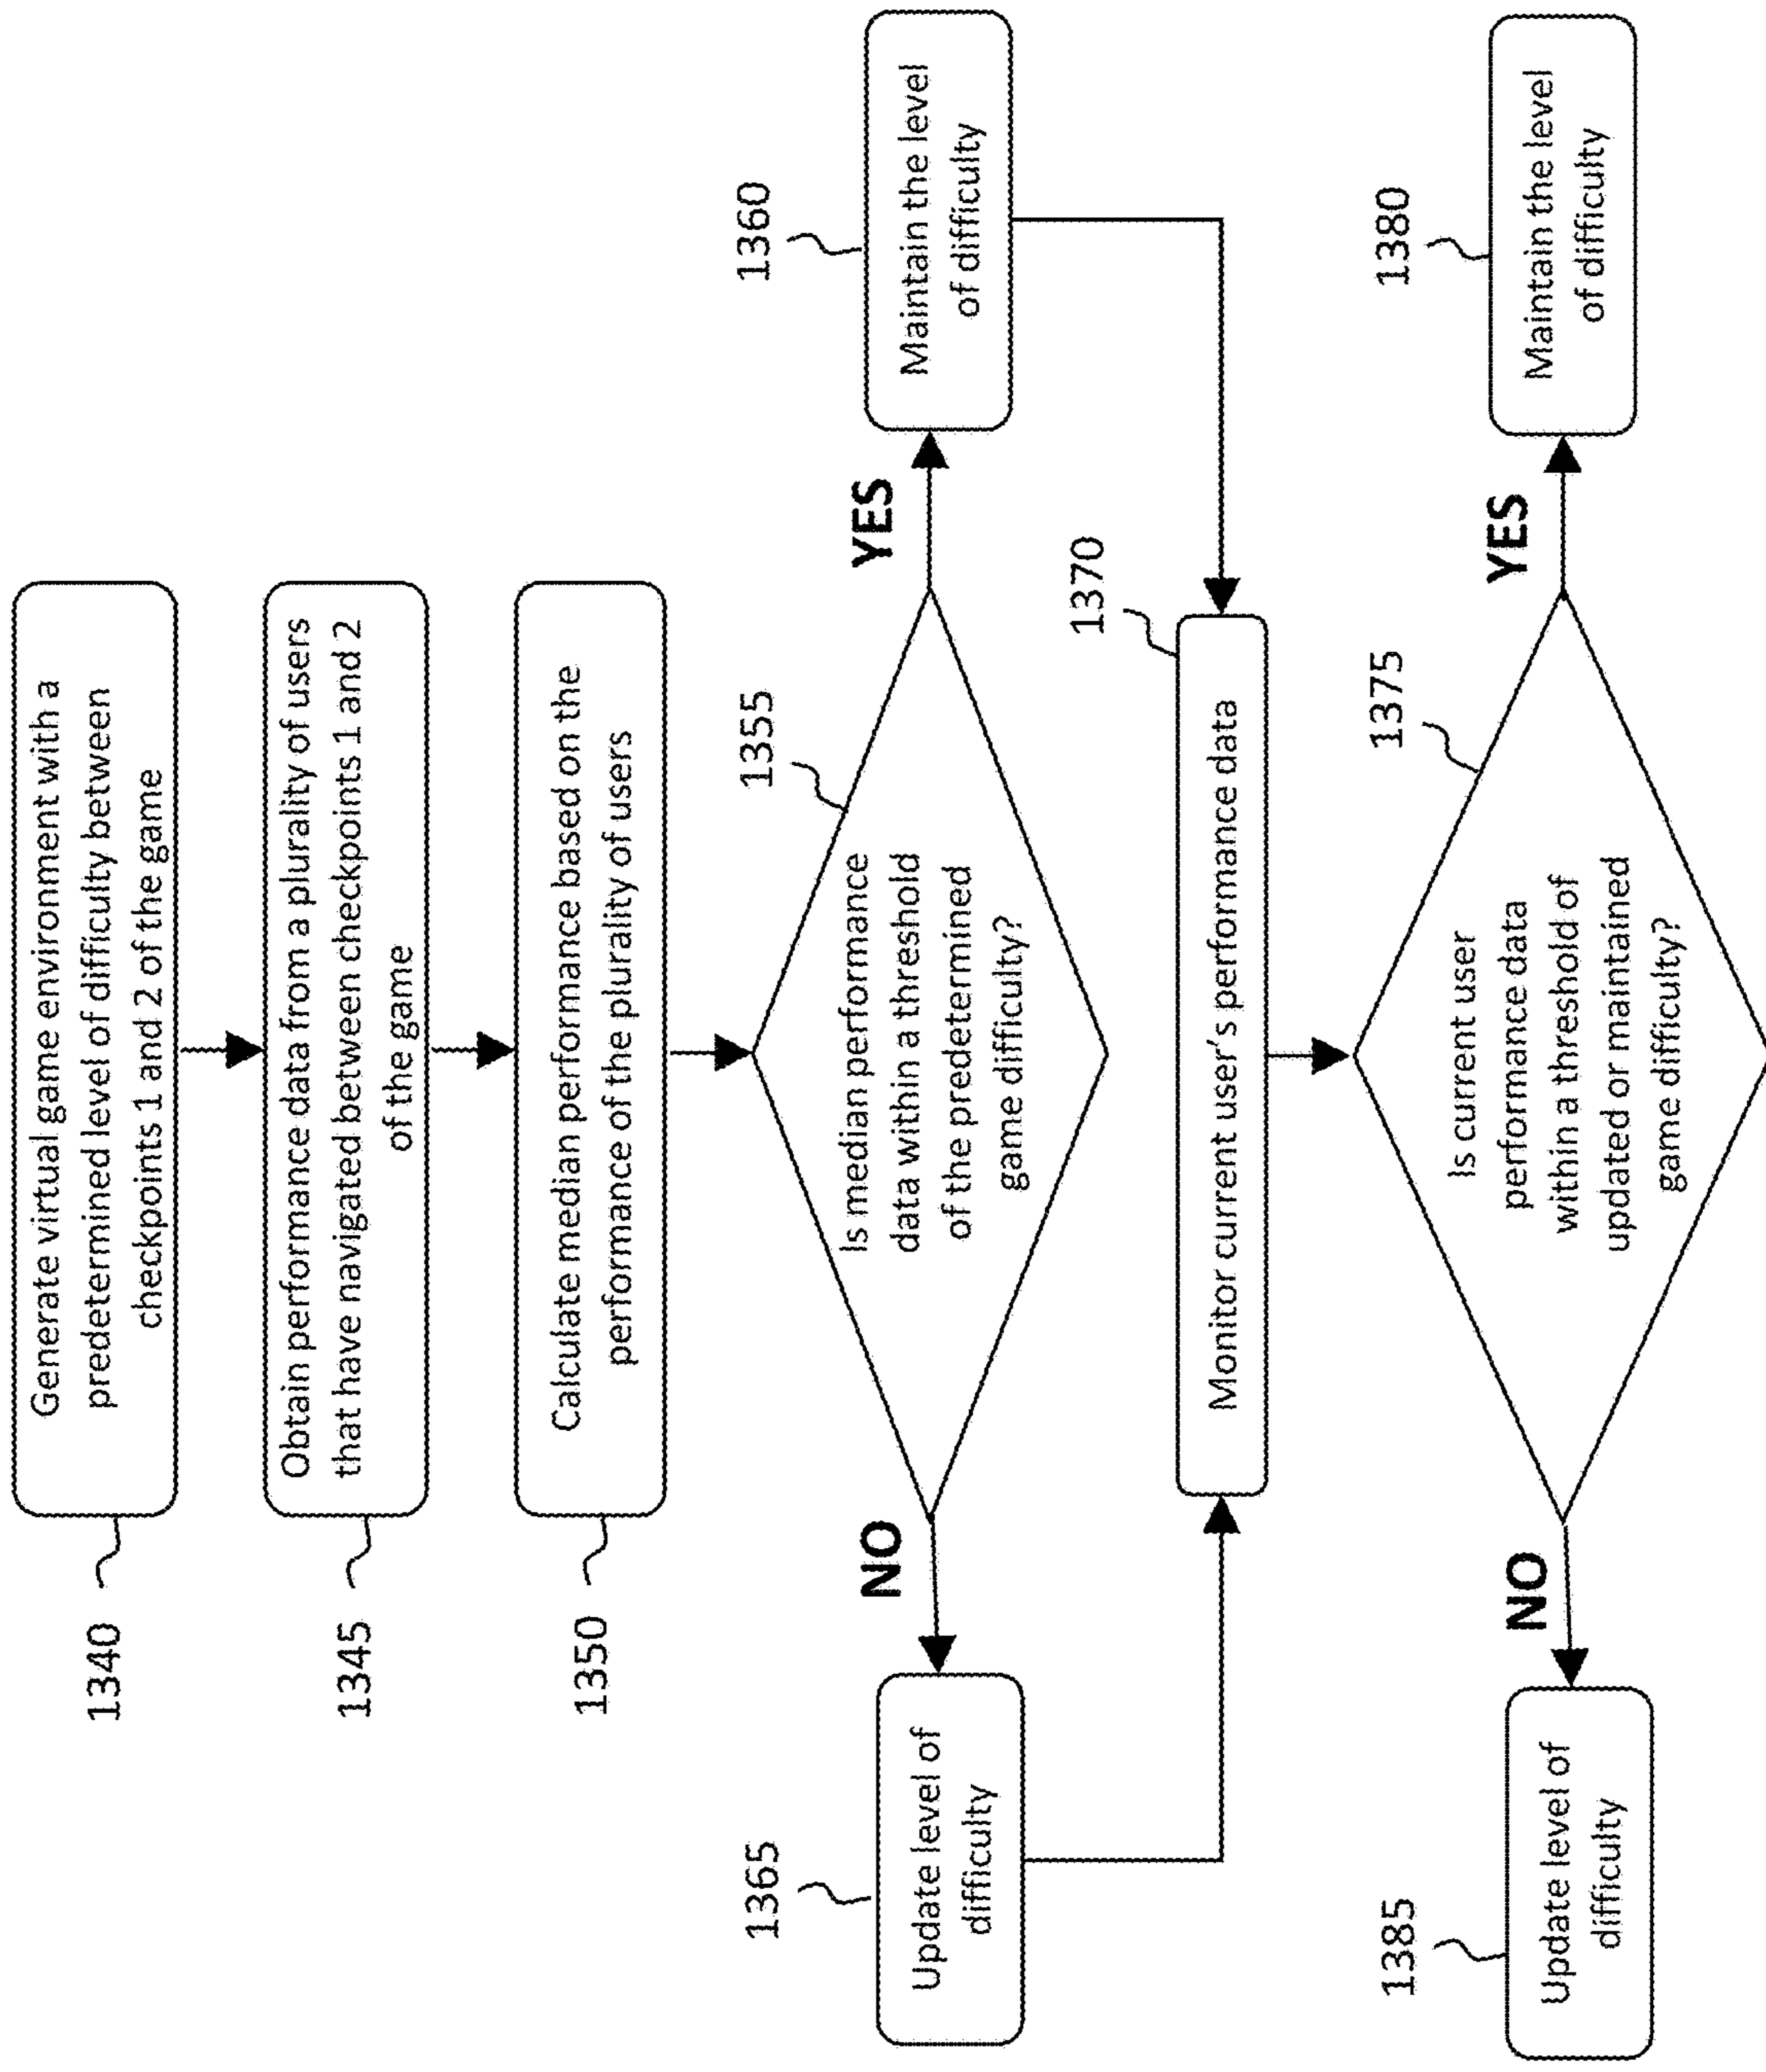 1340
Generate virtual game environment with a
predetermined level of difficulty between
checkpoints 1 and 2 of the game
1345
Obtain performance data from a plurality of users
that have navigated between checkpoints 1 and 2
of the game
1350
Calculate median performance based on the
performance of the plurality of users
1355
Is median performance
data within a threshold
of the predetermined
game difficulty?
NO
YES
1365
Update level of
difficulty
1360
Maintain the level
of difficulty
1370
Monitor current user's performance data
1375
Is current user
performance data
within a threshold of
updated or maintained
game difficulty?
NO
YES
1385
Update level of
difficulty
1380
Maintain the level
of difficulty